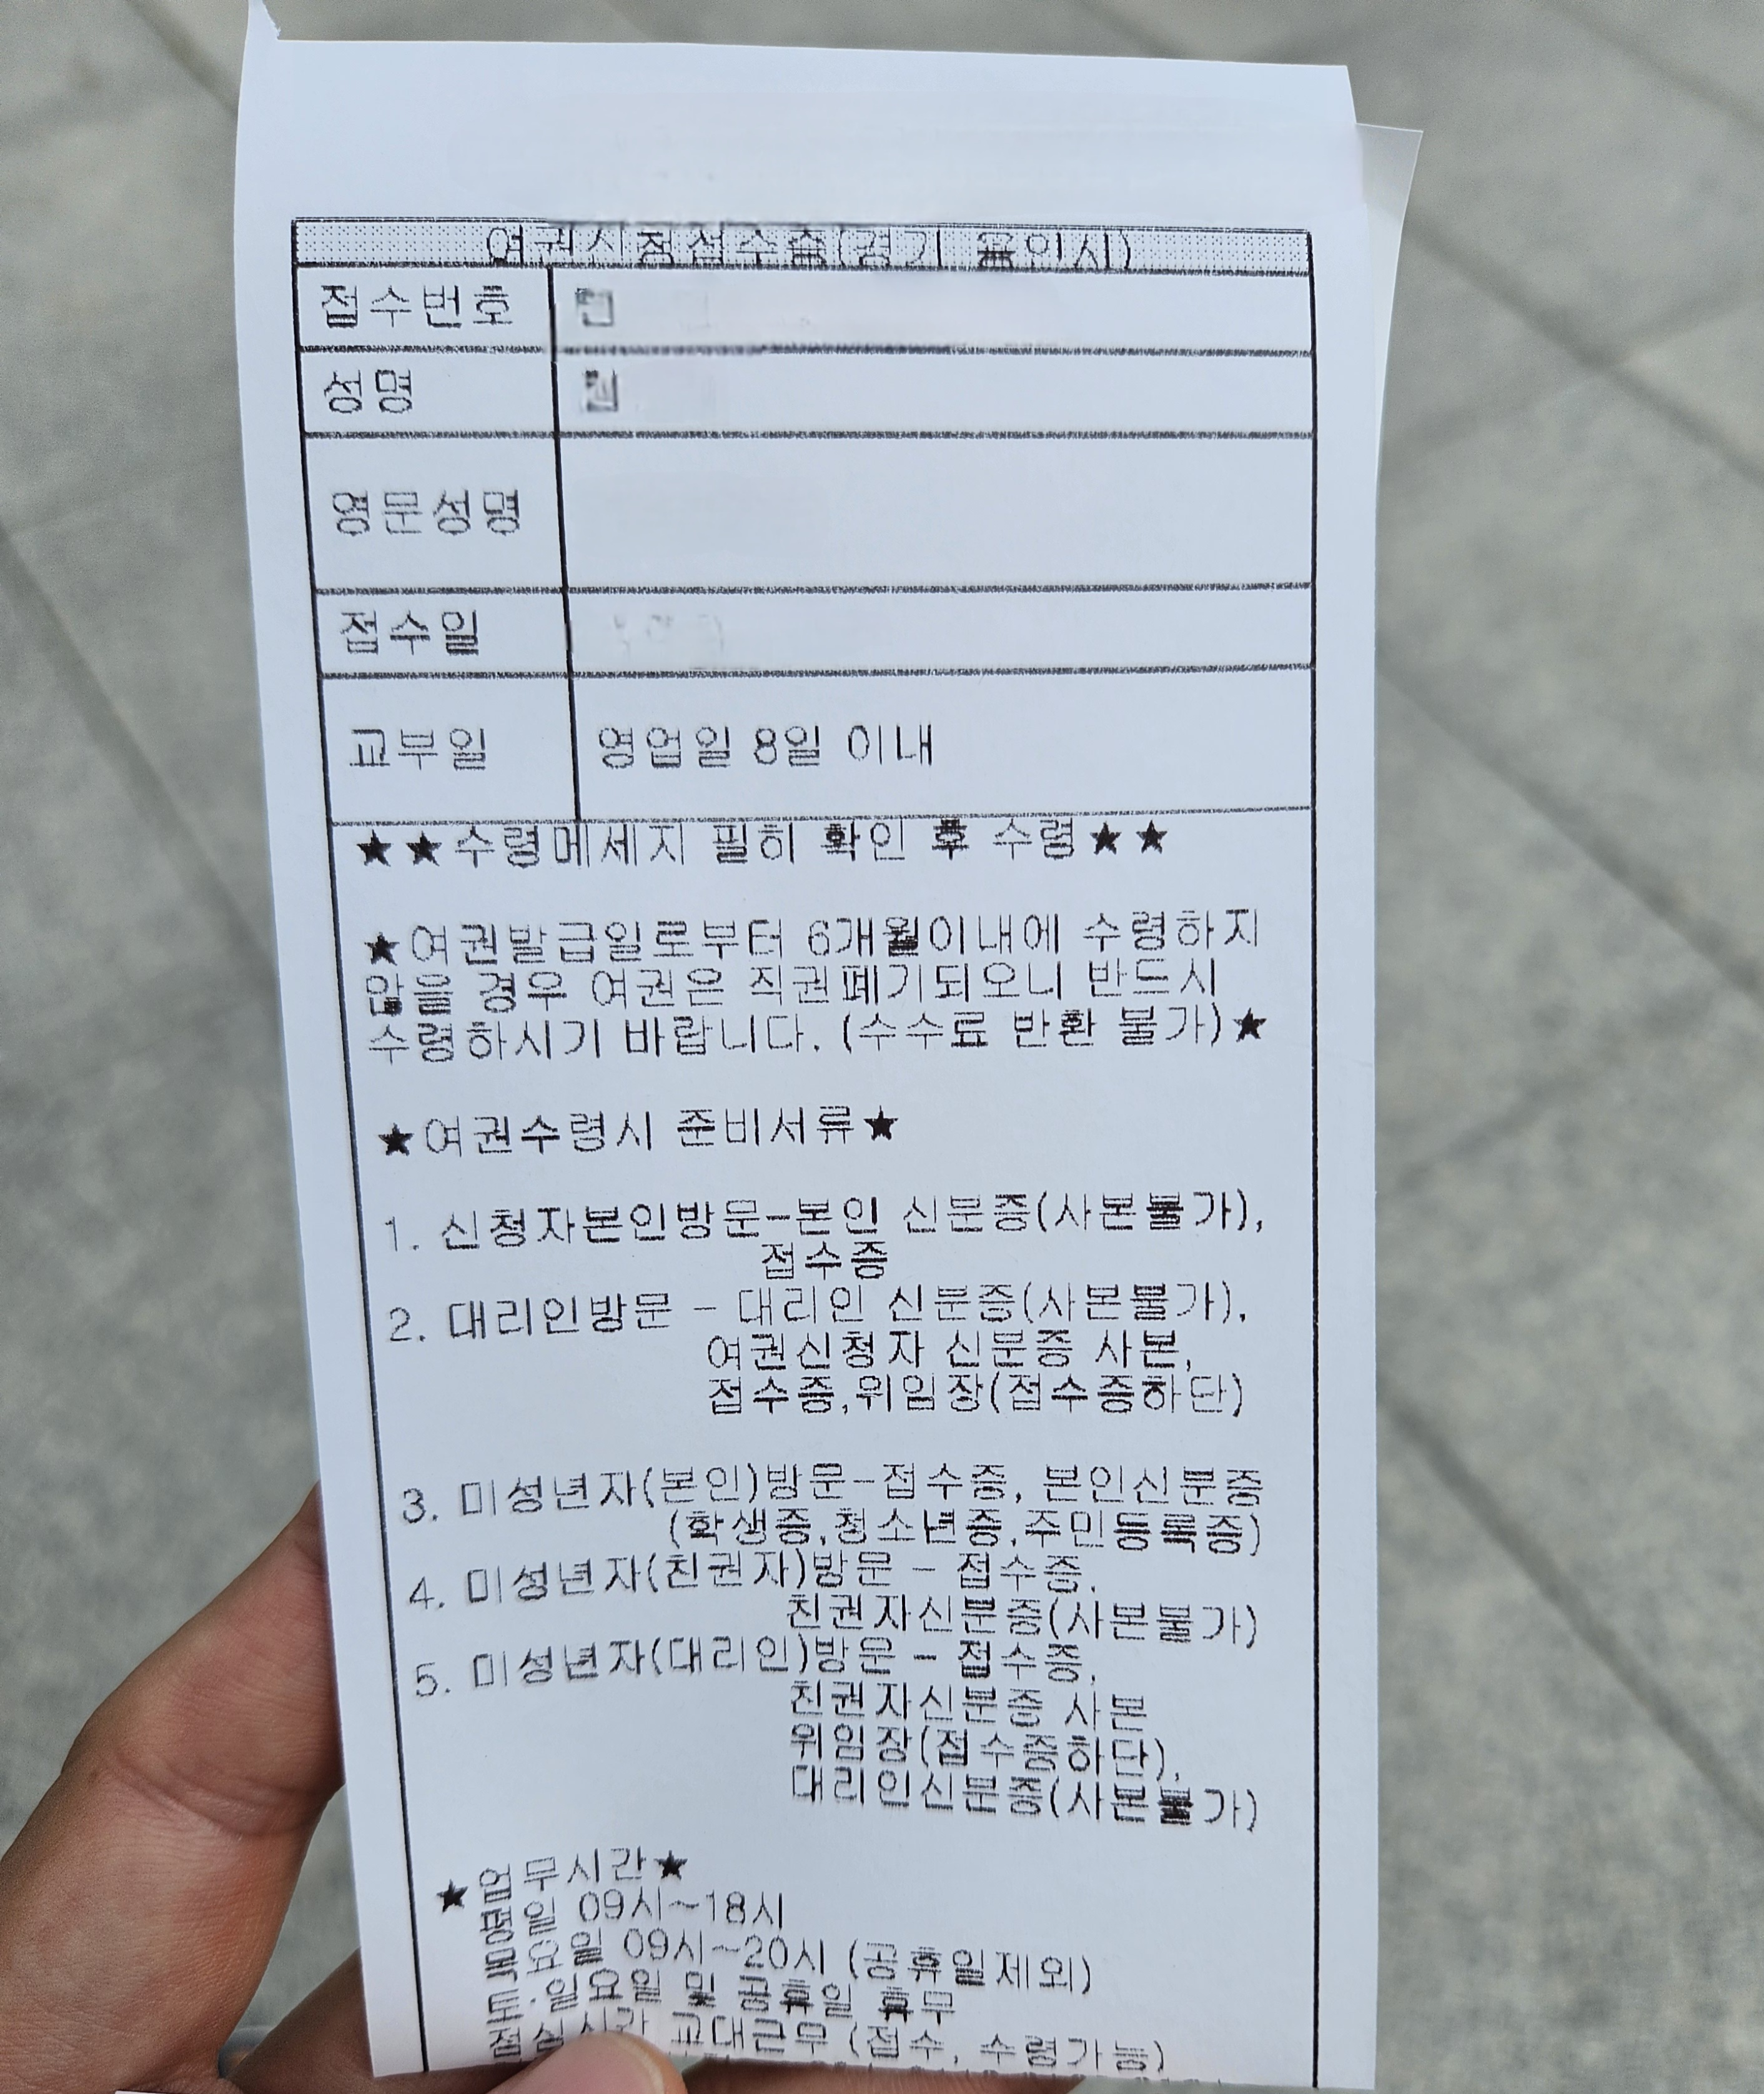 여권신청접수증(경기 용인시)
접수번호
성명
영문성명
접수일
교부일 영업일 8일 이내
★★수령메세지 필히 확인 후 수령★★
★여권발급일로부터 6개월이내에 수령하지
않을 경우 여권은 직권폐기되오니 반드시
수령하시기 바랍니다. (수수료 반환 불가)★
★여권수령시 준비서류★
1. 신청자본인방문-본인 신분증(사본불가),
접수증
2. 대리인방문 - 대리인 신분증(사본불가),
여권신청자 신분증 사본,
접수증,위임장(접수증하단)
3. 미성년자(본인)방문-접수증, 본인신분증
(학생증,청소년증,주민등록증)
4. 미성년자(친권자)방문 - 접수증,
친권자신분증(사본불가)
5. 미성년자(대리인)방문 - 접수증,
친권자신분증 사본
위임장(접수증하단),
대리인신분증(사본불가)
★업무시간★
평일 09시~18시
목요일 09시~20시 (공휴일제외)
토·일요일 및 공휴일 휴무
점심시간 교대근무 (접수, 수령가능)